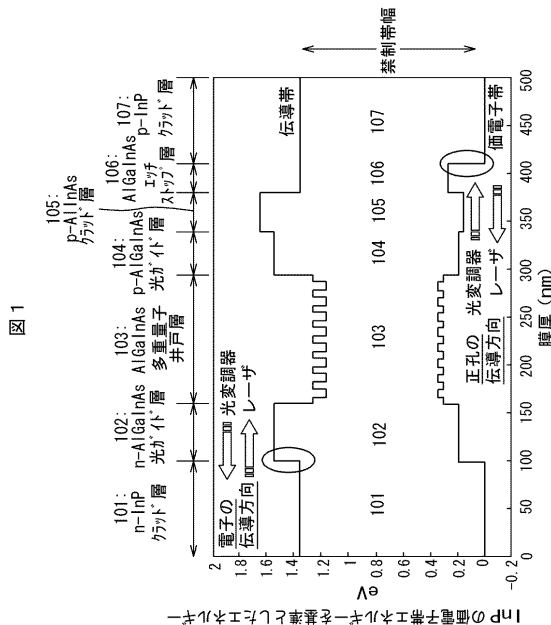 図 1
101:
n-InP
クラッド層
102:
n-AlGaInAs
光ガイド層
103:
AlGaInAs
多重量子
井戸層
104:
p-AlGaInAs
光ガイド層
105:
p-AlInAs
クラッド層
106:
AlGaInAs
エッチ
ストップ層
107:
p-InP
クラッド層
電子の
伝導方向
光変調器
レーザ
伝導帯
禁制帯幅
101
102
103
104
105
106
107
正孔の
伝導方向
光変調器
レーザ
価電子帯
InPの価電子帯エネルギーを基準としたエネルギー
eV
2
1.8
1.6
1.4
1.2
1
0.8
0.6
0.4
0.2
0
-0.2
0
50
100
150
200
250
300
350
400
450
500
膜厚 (nm)